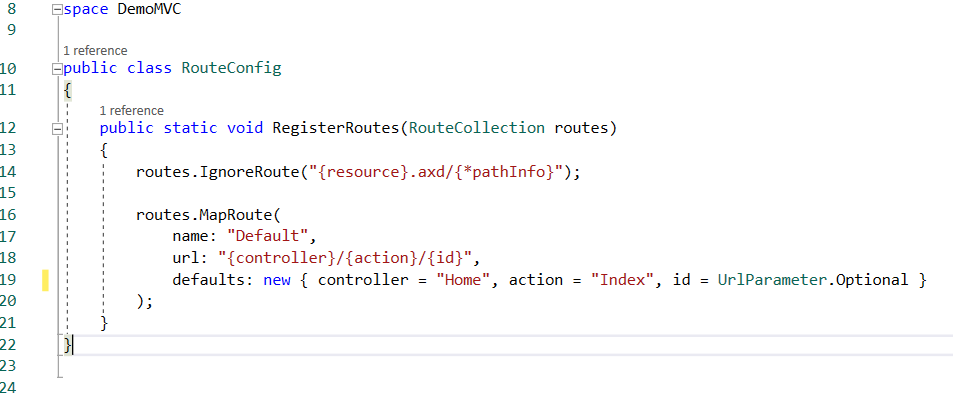 8 space DemoMVC
9
1 reference
10 public class RouteConfig
11 {
1 reference
12 public static void RegisterRoutes(RouteCollection routes)
13 {
14 routes.IgnoreRoute("{resource}.axd/{*pathInfo}");
15
16 routes.MapRoute(
17 name: "Default",
18 url: "{controller}/{action}/{id}",
19 defaults: new { controller = "Home", action = "Index", id = UrlParameter.Optional }
20 );
21 }
22 }
23
24